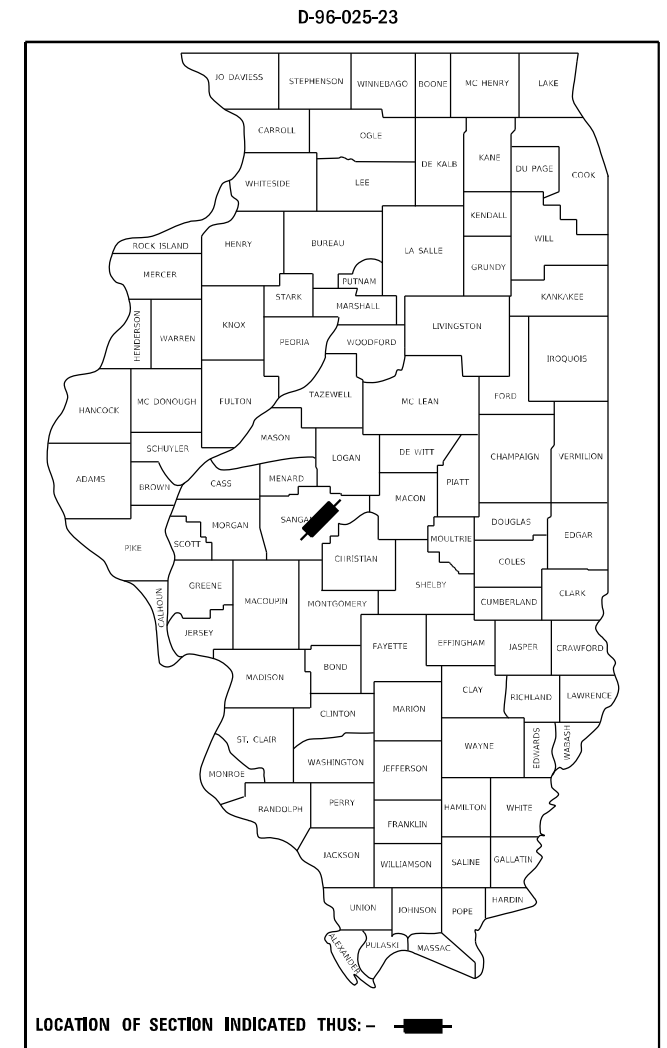 D-96-025-23
JO DAVIESS
STEPHENSON
WINNEBAGO
BOONE
MC HENRY
LAKE
CARROLL
OGLE
DE KALB
KANE
DU PAGE
COOK
WHITESIDE
LEE
KENDALL
ROCK ISLAND
HENRY
BUREAU
LA SALLE
WILL
GRUNDY
MERCER
PUTNAM
STARK
MARSHALL
KANKAKEE
HENDERSON
WARREN
KNOX
PEORIA
WOODFORD
LIVINGSTON
IROQUOIS
HANCOCK
MC DONOUGH
FULTON
TAZEWELL
MC LEAN
FORD
MASON
SCHUYLER
LOGAN
DE WITT
CHAMPAIGN
VERMILION
ADAMS
BROWN
CASS
MENARD
PIATT
MACON
SANGA
MORGAN
DOUGLAS
EDGAR
PIKE
SCOTT
MOULTRIE
CHRISTIAN
COLES
SHELBY
GREENE
CALHOUN
MACOUPIN
MONTGOMERY
CUMBERLAND
CLARK
JERSEY
FAYETTE
EFFINGHAM
JASPER
CRAWFORD
BOND
MADISON
CLAY
RICHLAND
LAWRENCE
CLINTON
MARION
ST. CLAIR
WAYNE
EDWARDS
WABASH
WASHINGTON
JEFFERSON
MONROE
RANDOLPH
PERRY
HAMILTON
WHITE
FRANKLIN
JACKSON
WILLIAMSON
SALINE
GALLATIN
UNION
JOHNSON
POPE
HARDIN
ALEXANDER
PULASKI
MASSAC
LOCATION OF SECTION INDICATED THUS: –